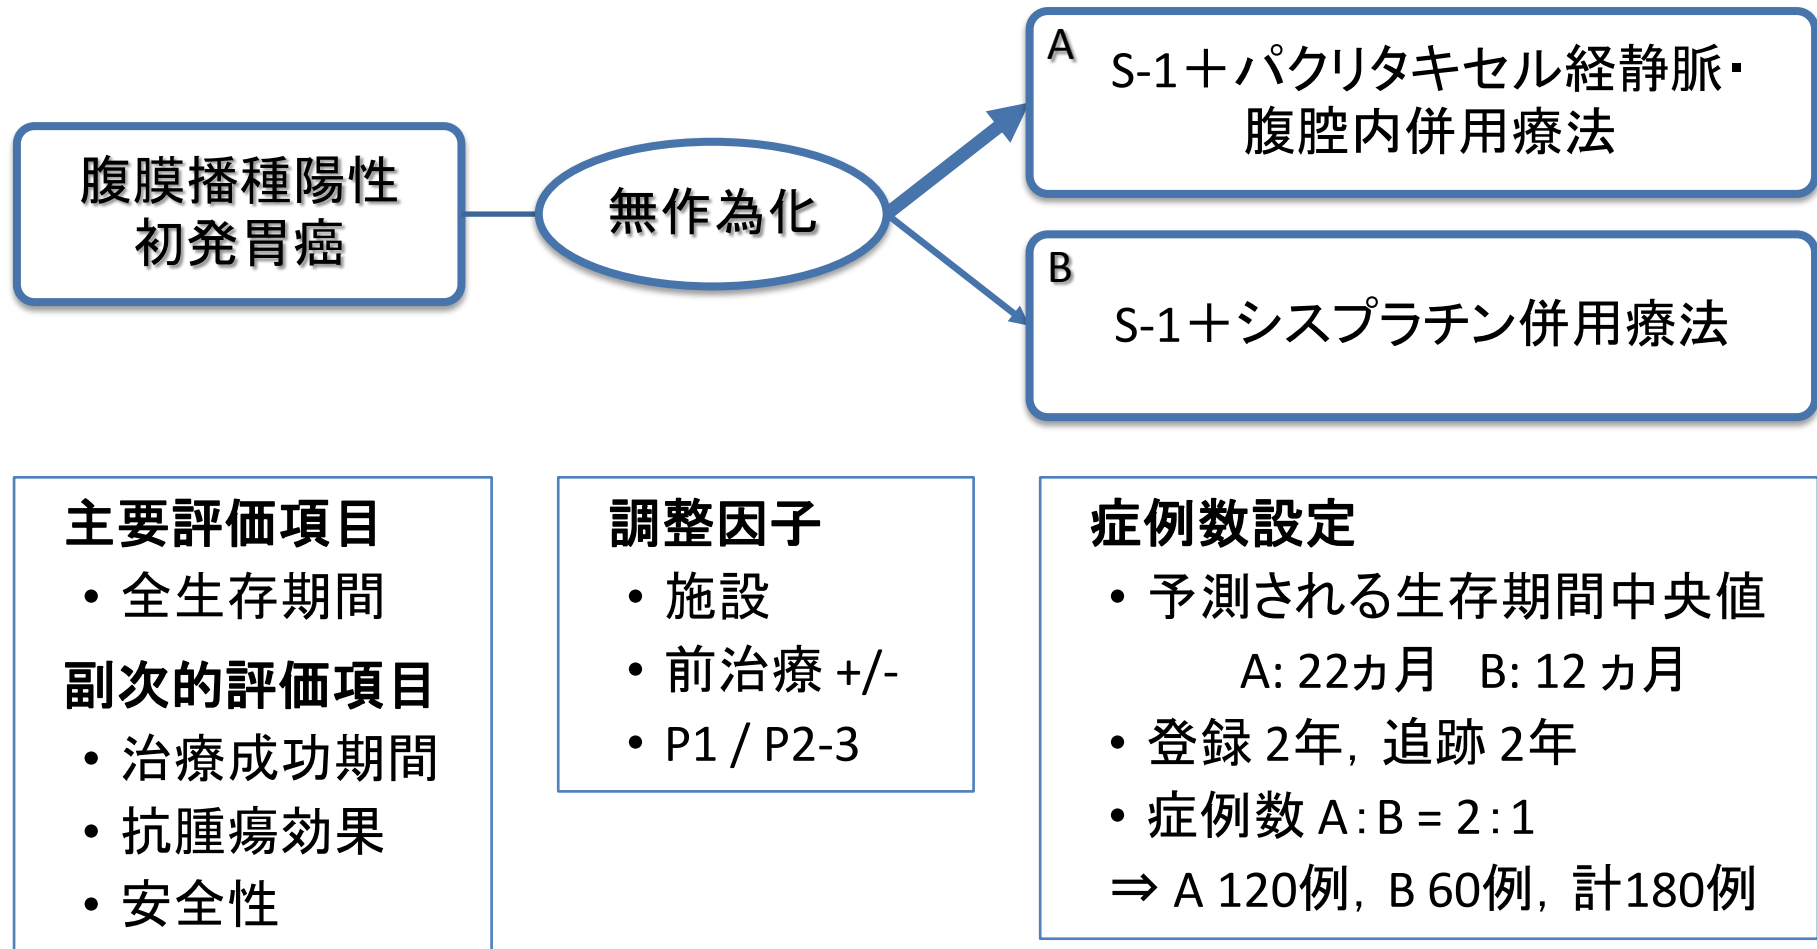 腹膜播種陽性
初発胃癌
無作為化
A
S-1＋パクリタキセル経静脈・
腹腔内併用療法
B
S-1＋シスプラチン併用療法
主要評価項目
• 全生存期間
副次的評価項目
• 治療成功期間
• 抗腫瘍効果
• 安全性
調整因子
• 施設
• 前治療 +/-
• P1 / P2-3
症例数設定
• 予測される生存期間中央値
A: 22カ月 B: 12 カ月
• 登録 2年，追跡 2年
• 症例数 A：B = 2：1
⇒ A 120例，B 60例，計180例